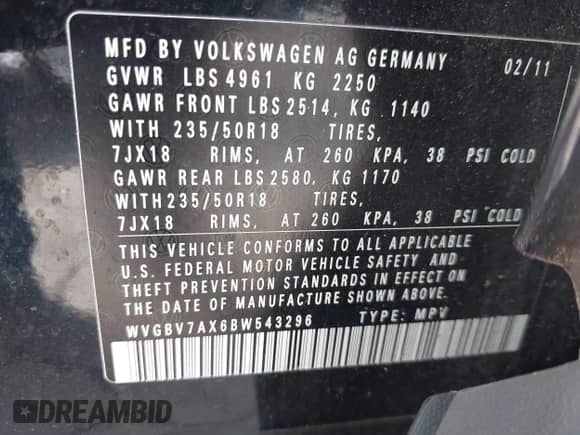 MFD BY VOLKSWAGEN AG GERMANY 02/11
GVWR LBS 4961 KG 2250
GAWR FRONT LBS 2514, KG 1140
WITH 235/50R18 TIRES,
7JX18 RIMS, AT 260 KPA, 38 PSI COLD
GAWR REAR LBS 2580, KG 1170
WITH 235/50R18 TIRES,
7JX18 RIMS, AT 260 KPA, 38 PSI COLD
THIS VEHICLE CONFORMS TO ALL APPLICABLE
U.S. FEDERAL MOTOR VEHICLE SAFETY AND
THEFT PREVENTION STANDARDS IN EFFECT ON
THE DATE OF MANUFACTURE SHOWN ABOVE.
WVGBV7AX6BW543296 TYPE: MPV
DREAMBID